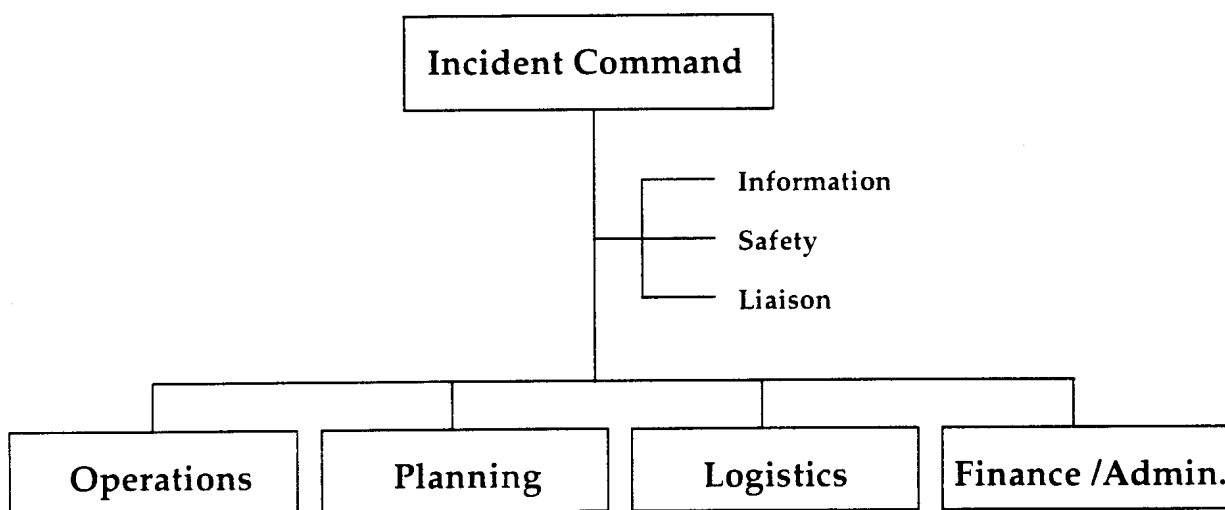 Incident Command
Information
Safety
Liaison
Operations
Planning
Logistics
Finance /Admin.